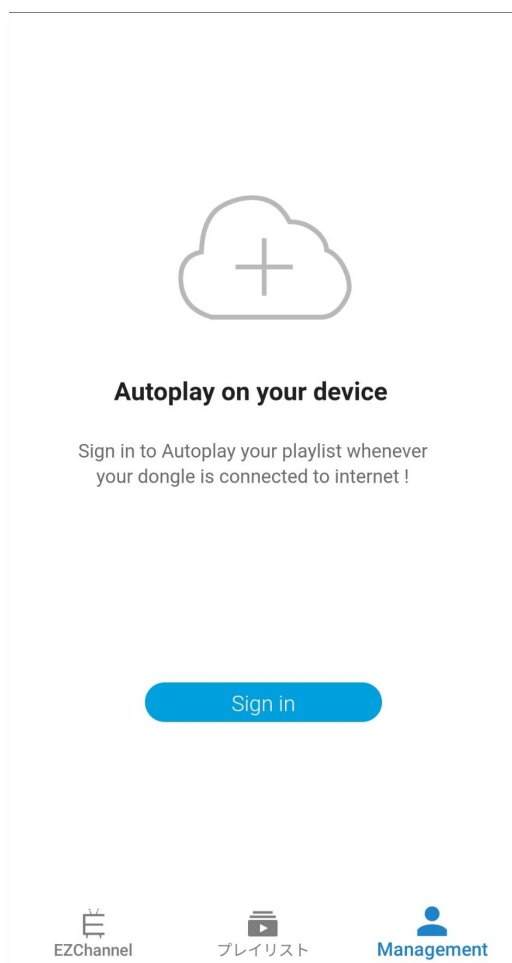 Autoplay on your device
Sign in to Autoplay your playlist whenever
your dongle is connected to internet !
Sign in
EZChannel
プレイリスト
Management